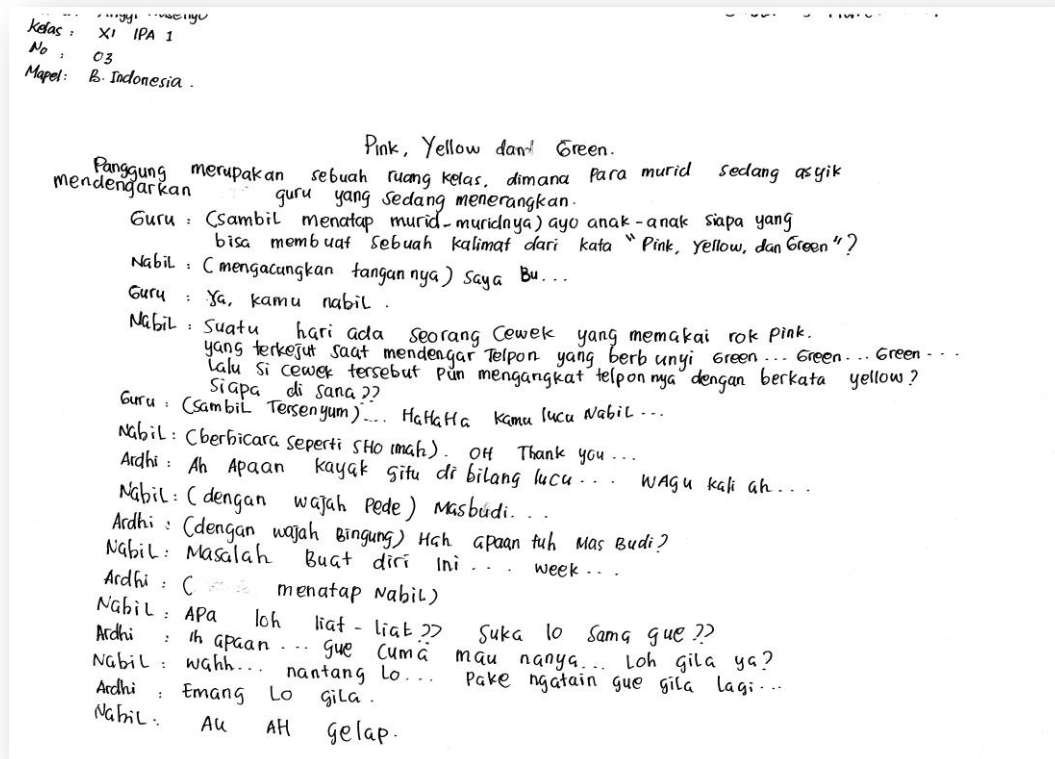 Kelas : XI IPA 1
No : 03
Mapel : B. Indonesia .
Pink, Yellow dan Green.
Panggung merupakan sebuah ruang kelas, dimana Para murid sedang asyik
mendengarkan guru yang sedang menerangkan.
Guru : (sambil menatap murid-muridnya) ayo anak-anak siapa yang
bisa membuat sebuah kalimat dari kata "Pink, Yellow, dan Green"?
Nabil : (mengacungkan tangannya) saya Bu...
Guru : Ya, kamu nabil .
Nabil : Suatu hari ada seorang Cewek yang memakai rok Pink.
yang terkejut saat mendengar Telpon yang berbunyi Green... Green... Green...
Lalu si cewek tersebut pun mengangkat telpon nya dengan berkata yellow?
Siapa di sana??
Guru : (Sambil Tersenyum).... HaHaHa Kamu lucu Nabil...
Nabil : (berbicara seperti SHO imah). OH Thank you...
Ardhi : Ah Apaan kayak gitu di bilang lucu... WAGU kali ah...
Nabil : (dengan wajah Pede) Masbudi...
Ardhi : (dengan wajah Bingung) Hah apaan tuh Mas Budi?
Nabil : Masalah Buat diri Ini... week...
Ardhi : ( menatap Nabil)
Nabil : APa loh liat-liat?? Suka lo Sama gue??
Ardhi : ih apaan... gue Cuma mau nanya... Loh gila ya?
Nabil : wahh... nantang Lo... Pake ngatain gue gila lagi...
Ardhi : Emang Lo gila .
Nabil : AU AH gelap.